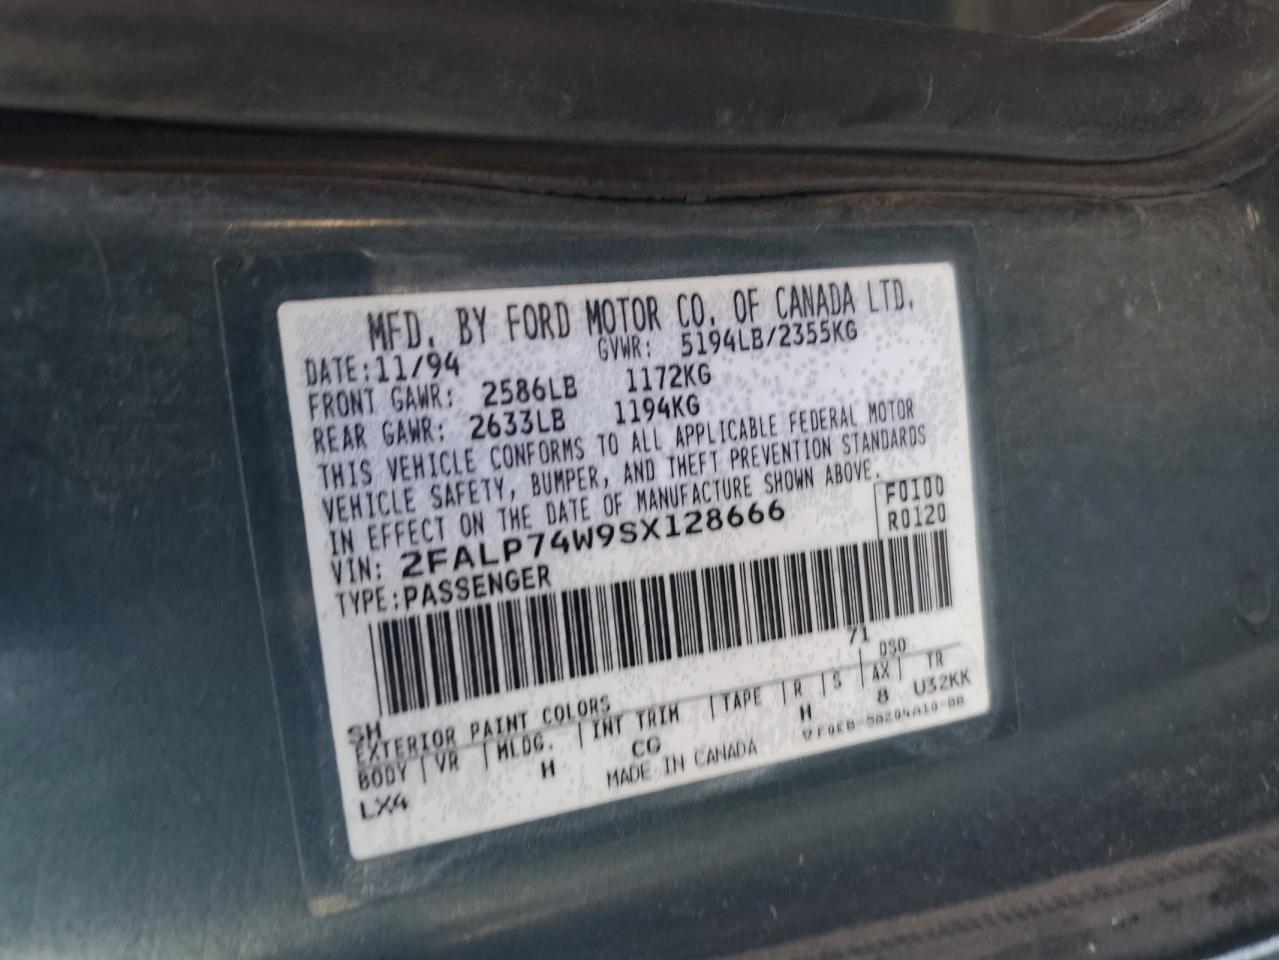 MFD. BY FORD MOTOR CO. OF CANADA LTD.
DATE: 11/94 GVWR: 5194LB/2355KG
FRONT GAWR: 2586LB 1172KG
REAR GAWR: 2633LB 1194KG
THIS VEHICLE CONFORMS TO ALL APPLICABLE FEDERAL MOTOR
VEHICLE SAFETY, BUMPER, AND THEFT PREVENTION STANDARDS
IN EFFECT ON THE DATE OF MANUFACTURE SHOWN ABOVE.
VIN: 2FALP74W9SX128666
F0100
R0120
TYPE: PASSENGER
71
SH DSO
EXTERIOR PAINT COLORS
BODY | VR | MLDG. | INT TRIM | TAPE | R | S | AX | TR
LX4 H CG H 8 U32KK
MADE IN CANADA